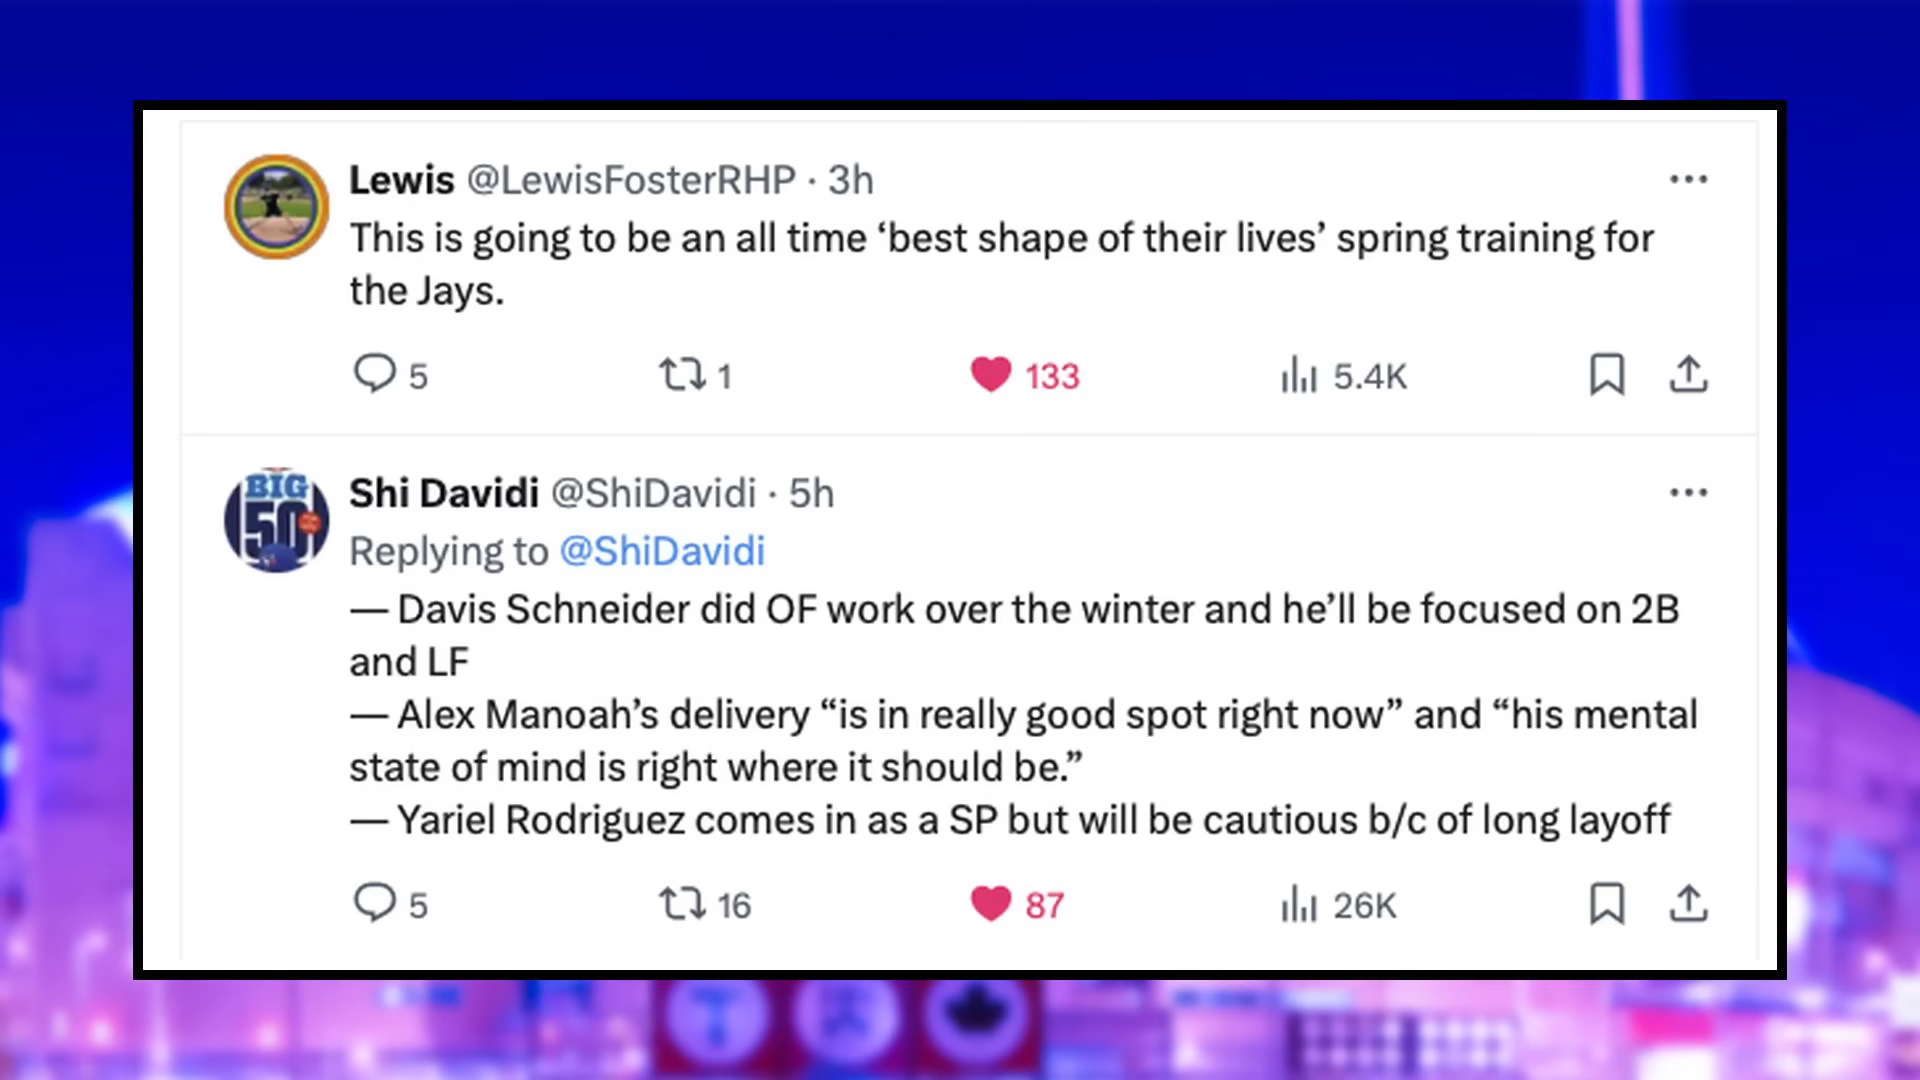 Lewis @LewisFosterRHP · 3h
This is going to be an all time ‘best shape of their lives’ spring training for
the Jays.
5 1 133 5.4K
BIG
50
Shi Davidi @ShiDavidi · 5h
Replying to @ShiDavidi
— Davis Schneider did OF work over the winter and he’ll be focused on 2B
and LF
— Alex Manoah’s delivery “is in really good spot right now” and “his mental
state of mind is right where it should be.”
— Yariel Rodriguez comes in as a SP but will be cautious b/c of long layoff
5 16 87 26K